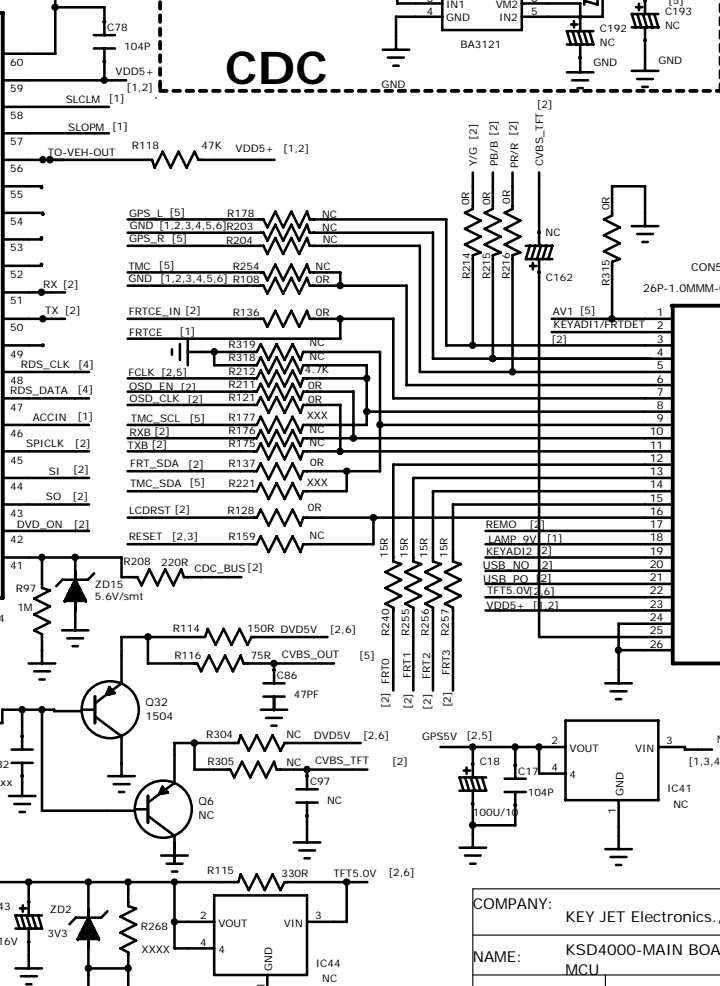 IN1
4 GND
VM2
IN2 5
BA3121
C192
NC
GND
[5]
C193
NC
GND
GND
CDC
C78
104P
VDD5+
[1,2]
60
59
SLCLM [1]
58
SLOPM [1]
57
TO-VEH-OUT R118 47K VDD5+ [1,2]
56
55
54
53
52
RX [2]
51
TX [2]
50
49
RDS_CLK [4]
48
RDS_DATA [4]
47
ACCIN [1]
46
SPICLK [2]
45
SI [2]
44
SO [2]
43
DVD_ON [2]
42
41
GPS_L [5] R178 NC
GND [1,2,3,4,5,6] R203 NC
GPS_R [5] R204 NC
TMC [5] R254 NC
GND [1,2,3,4,5,6] R108 0R
FRTCE_IN [2] R136 0R
FRTCE [1]
R319 NC
R318 NC
FCLK [2,5] R212 4.7K
OSD_EN [2] R211 0R
OSD_CLK [2] R121 0R
TMC_SCL [5] R177 XXX
RXB [2] R176 NC
TXB [2] R175 NC
FRT_SDA [2] R137 0R
TMC_SDA [5] R221 XXX
LCDRST [2] R128 0R
RESET [2,3] R159 NC
Y/G [2]
PB/B [2]
PR/R [2]
CVBS_TFT [2]
0R
0R
0R
R214
R215
R216
NC
C162
0R
R315
CON5
26P-1.0MMM-
AV1 [5] 1
KEYADI1/FRTDET 2
[2] 3
4
5
6
7
8
9
10
11
12
13
14
15
16
REMO [2] 17
LAMP_9V [1] 18
KEYADI2 [2] 19
USB_NO [2] 20
USB_PO [2] 21
TFT5.0V[2,6] 22
VDD5+ [1,2] 23
24
25
26
15R
15R
15R
15R
R240
R255
R256
R257
[2] FRT0
[2] FRT1
[2] FRT2
[2] FRT3
R97
1M
ZD15
5.6V/smt
R208 220R CDC_BUS[2]
R114 150R DVD5V [2,6]
R116 75R CVBS_OUT [5]
C86
47PF
Q32
1504
R304 NC DVD5V [2,6]
R305 NC CVBS_TFT [2]
C97
NC
Q6
NC
GPS5V [2,5]
C18
100U/10
C17
104P
2 VOUT VIN 3
4 4
GND
1
IC41
NC
[1,3,4
R115 330R TFT5.0V [2,6]
43
16V
ZD2
3V3
R268
XXXX
2 VOUT VIN 3
4 4
GND
IC44
NC
COMPANY: KEY JET Electronics.,
NAME: KSD4000-MAIN BOA
MCU